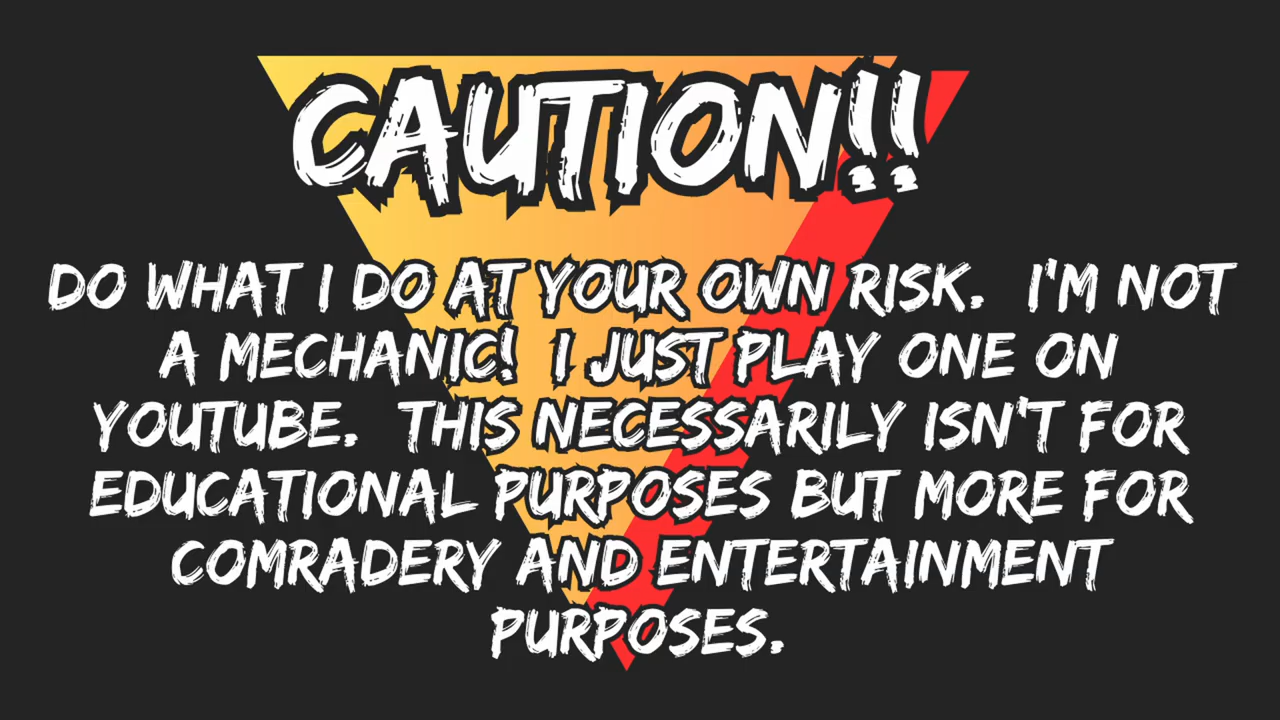 CAUTION!!
DO WHAT I DO AT YOUR OWN RISK. I'M NOT
A MECHANIC! I JUST PLAY ONE ON
YOUTUBE. THIS NECESSARILY ISN'T FOR
EDUCATIONAL PURPOSES BUT MORE FOR
COMRADERY AND ENTERTAINMENT
PURPOSES.